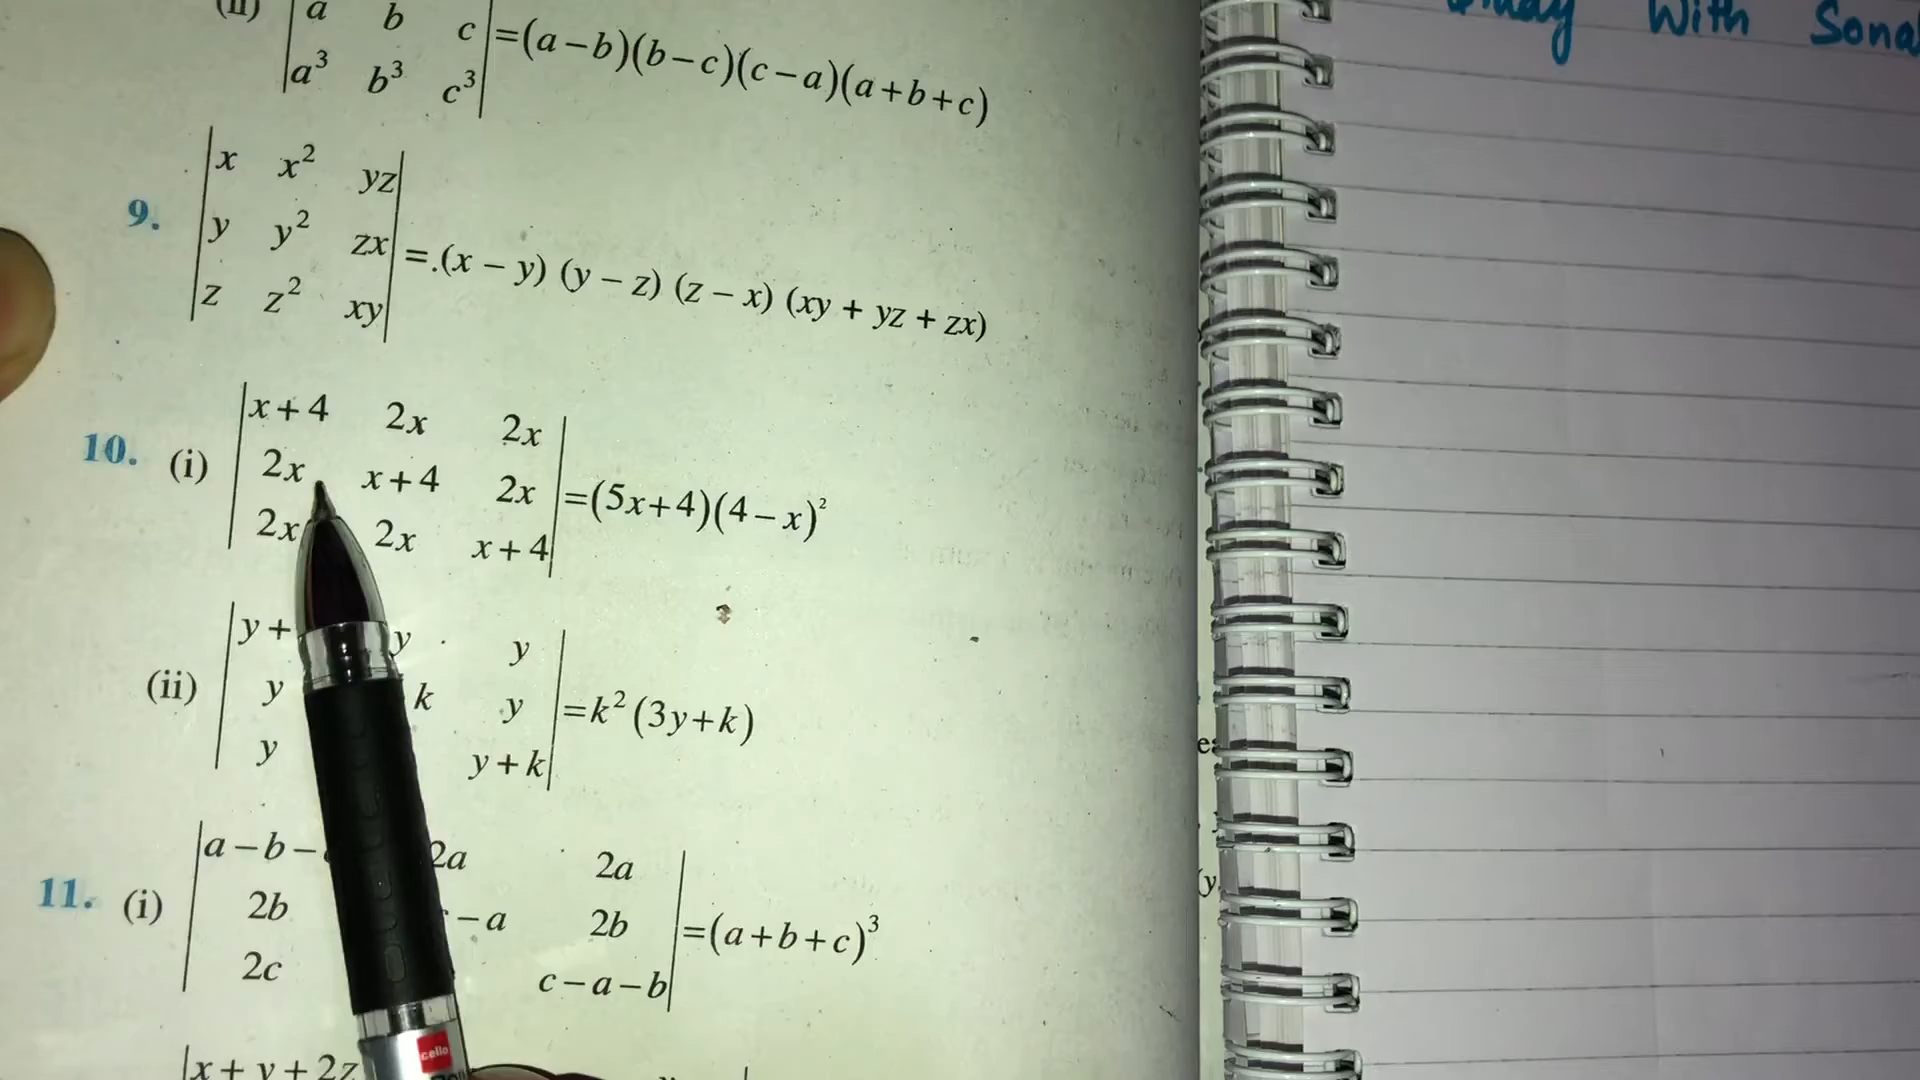 (ii) | a b c | =(a−b)(b−c)(c−a)(a+b+c)
| a³ b³ c³ |
9. | x x² yz |
| y y² zx | =.(x − y) (y − z) (z − x) (xy + yz + zx)
| z z² xy |
10. (i) | x+4 2x 2x |
| 2x x+4 2x | =(5x+4)(4−x)²
| 2x 2x x+4 |
(ii) | y+ y y |
| y k y | =k²(3y+k)
| y y+k |
11. (i) | a−b− 2a 2a |
| 2b −a 2b | =(a+b+c)³
| 2c c−a−b |
| x+y+2z
With Sona
cello